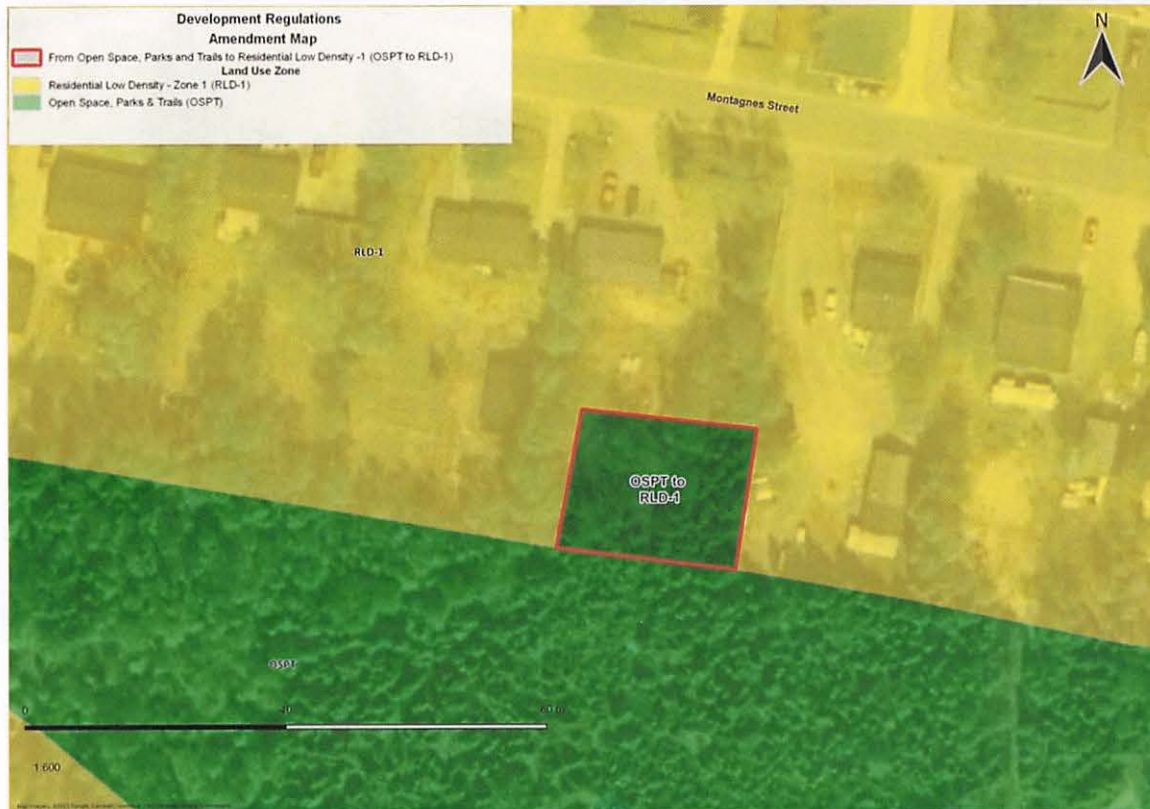 Development Regulations
Amendment Map
From Open Space, Parks and Trails to Residential Low Density -1 (OSPT to RLD-1)
Land Use Zone
Residential Low Density - Zone 1 (RLD-1)
Open Space, Parks & Trails (OSPT)
N
Montagnes Street
RLD-1
OSPT to
RLD-1
OSPT
0
1:600